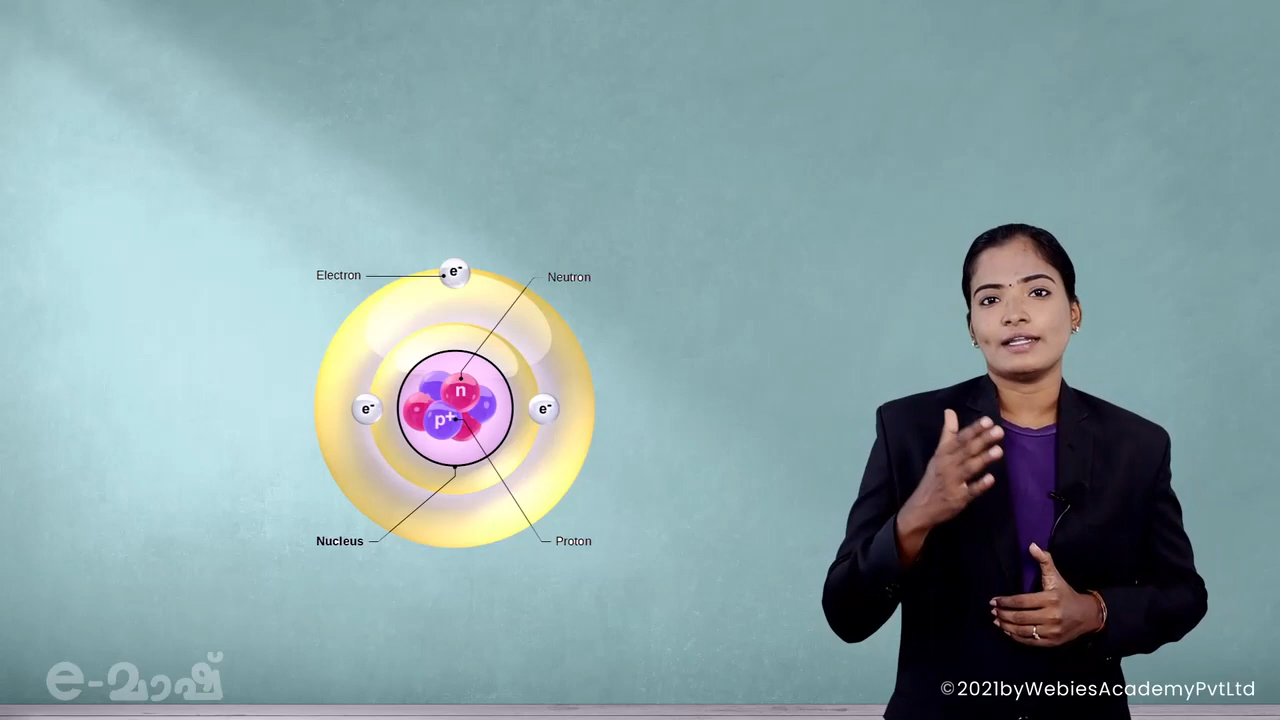 Electron
e-
Neutron
n
e-
e-
p+
Nucleus
Proton
e-മാഷ്
©2021byWebiesAcademyPvtLtd